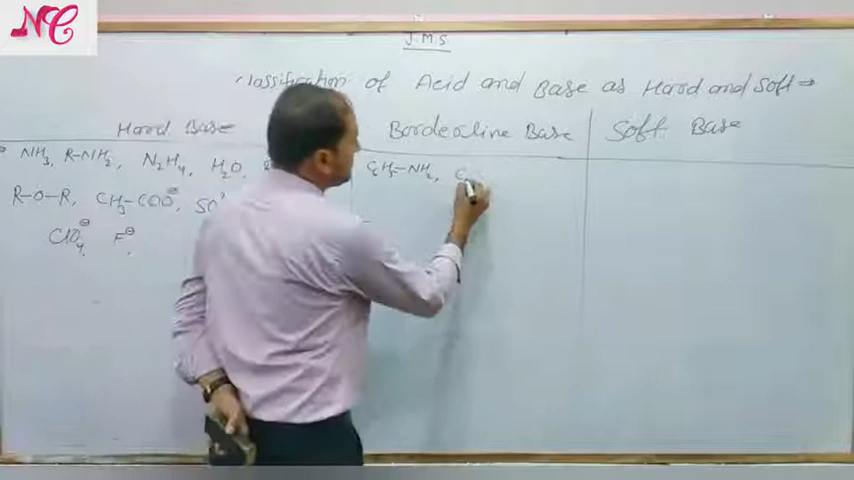 NC
J.M.S
Classification of Acid and Base as Hard and Soft ⇒
Hard Base
NH₃, R-NH₂, N₂H₄, H₂O,
R-O-R, CH₃-COO⊖,
ClO₄⊖, F⊖
Borderline Base
C₆H₅-NH₂, C₅
Soft Base